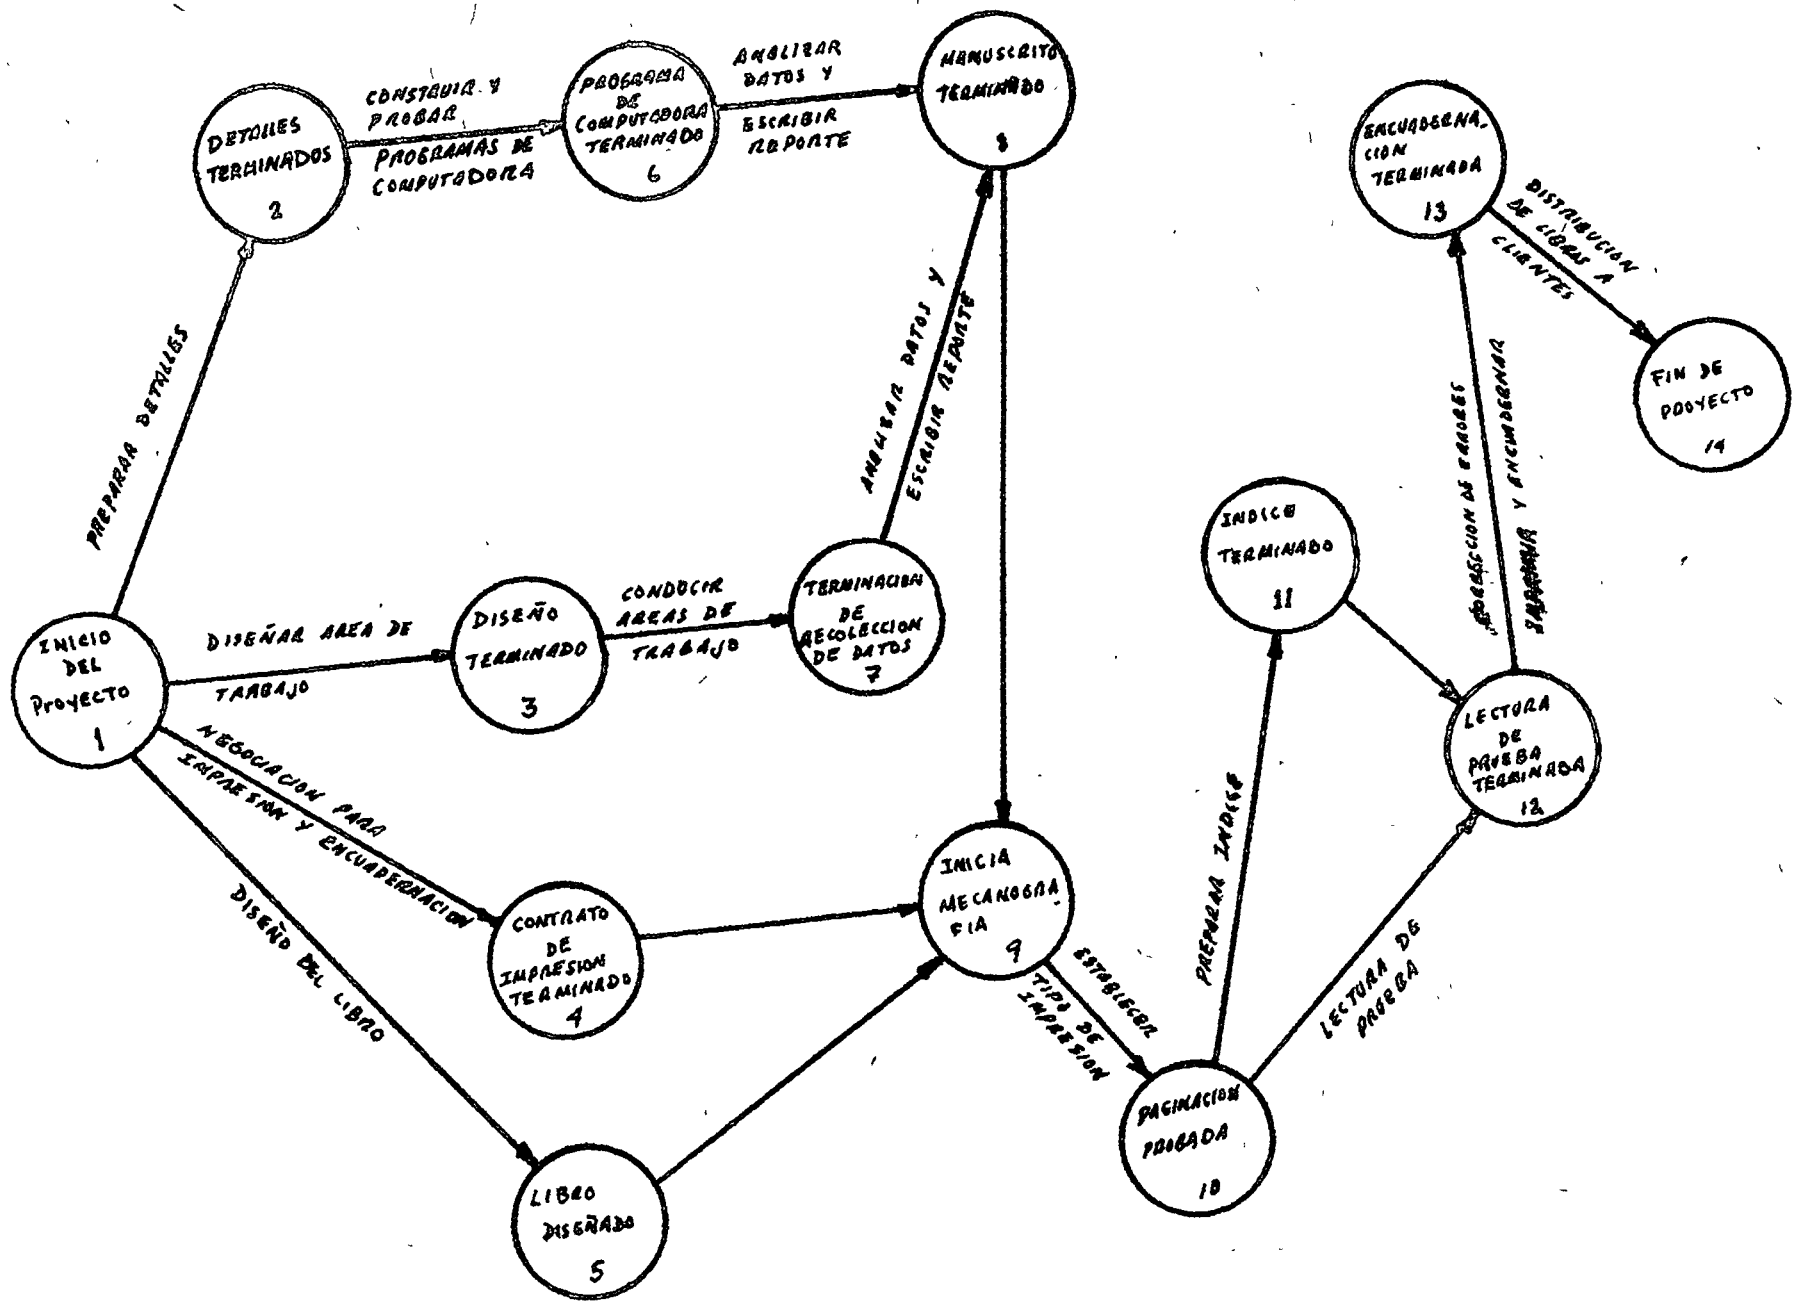 INICIO
DEL
PROYECTO
1
PREPARAR DETALLES
DETALLES
TERMINADOS
2
CONSTRUIR Y
PROBAR
PROGRAMAS DE
COMPUTADORA
PROGRAMA
DE
COMPUTADORA
TERMINADO
6
ANALIZAR
DATOS Y
ESCRIBIR
REPORTE
MANUSCRITO
TERMINADO
8
DISEÑAR AREA DE
TRABAJO
DISEÑO
TERMINADO
3
CONDUCIR
AREAS DE
TRABAJO
TERMINACION
DE
RECOLECCION
DE DATOS
7
ANALIZAR DATOS Y
ESCRIBIR REPORTE
NEGOCIACION PARA
IMPRESION Y ENCUADERNACION
CONTRATO
DE
IMPRESION
TERMINADO
4
DISEÑO DEL LIBRO
LIBRO
DISEÑADO
5
INICIA
MECANOGRA-
FIA
9
ESTABLECER
TIPO DE
IMPRESION
PAGINACION
PROBADA
10
PREPARAR INDICE
INDICE
TERMINADO
11
LECTURA DE
PRUEBA
LECTURA
DE
PRUEBA
TERMINADA
12
CORRECCION DE ERRORES
Y ENCUADERNAR
ENCUADERNA-
CION
TERMINADA
13
DISTRIBUCION
DE LIBROS A
CLIENTES
FIN DE
PROYECTO
14